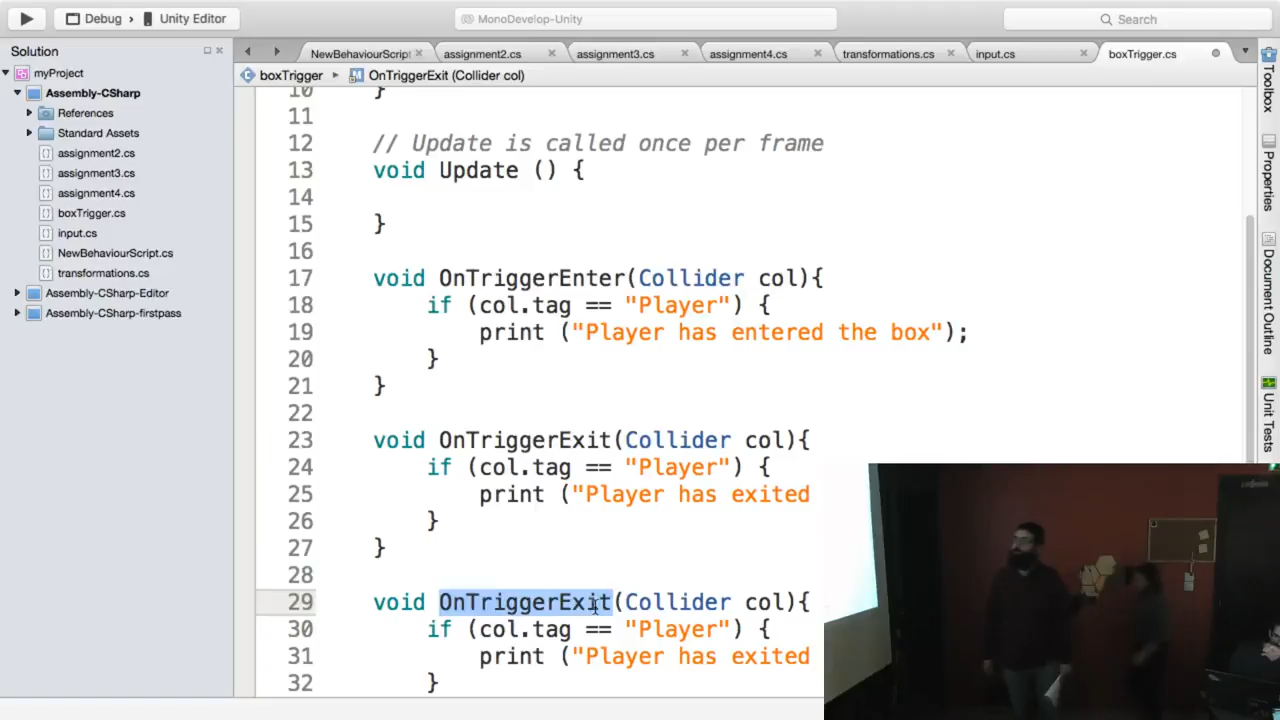 Debug
Unity Editor
MonoDevelop-Unity
Search
Solution
NewBehaviourScript
assignment2.cs
assignment3.cs
assignment4.cs
transformations.cs
input.cs
boxTrigger.cs
boxTrigger
OnTriggerExit (Collider col)
myProject
Assembly-CSharp
References
Standard Assets
assignment2.cs
assignment3.cs
assignment4.cs
boxTrigger.cs
input.cs
NewBehaviourScript.cs
transformations.cs
Assembly-CSharp-Editor
Assembly-CSharp-firstpass
10 }
11
12 // Update is called once per frame
13 void Update () {
14
15 }
16
17 void OnTriggerEnter(Collider col){
18 if (col.tag == "Player") {
19 print ("Player has entered the box");
20 }
21 }
22
23 void OnTriggerExit(Collider col){
24 if (col.tag == "Player") {
25 print ("Player has exited
26 }
27 }
28
29 void OnTriggerExit(Collider col){
30 if (col.tag == "Player") {
31 print ("Player has exited
32 }
Toolbox
Properties
Document Outline
Unit Tests